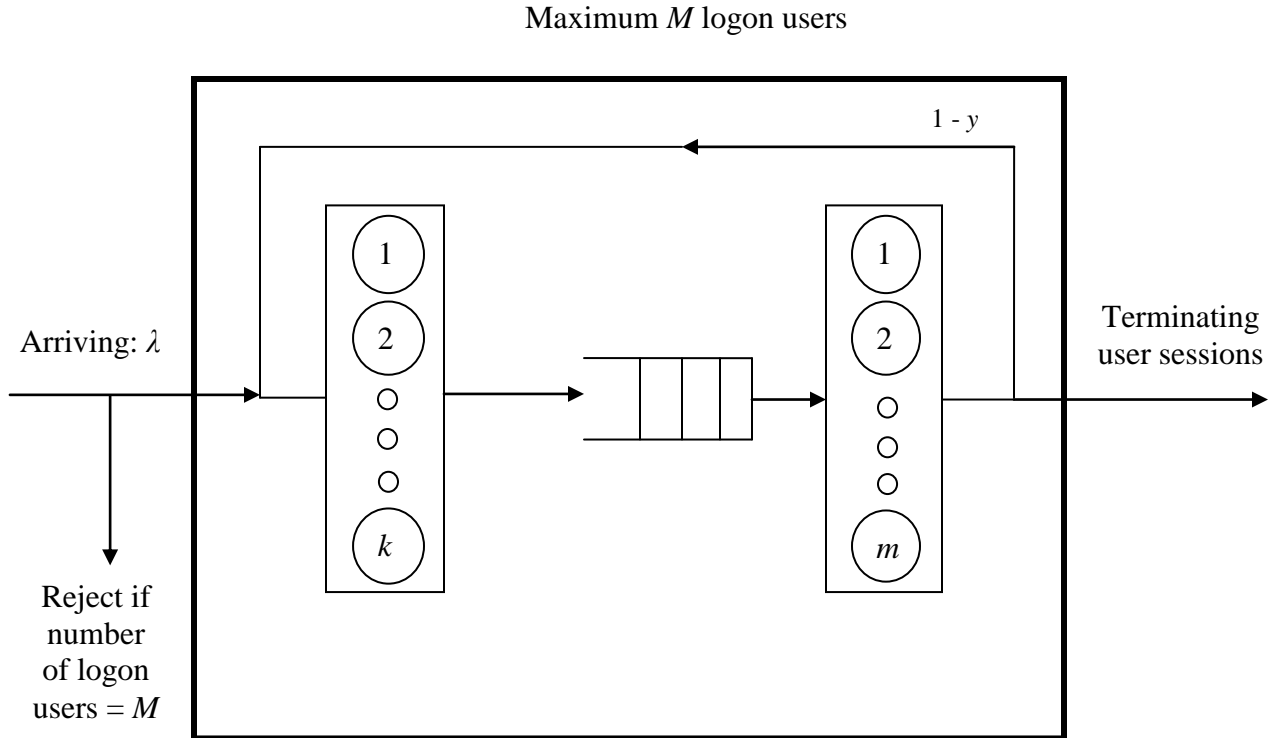 Maximum M logon users
1 - y
1
2
k
1
2
m
Arriving: λ
Reject if
number
of logon
users = M
Terminating
user sessions